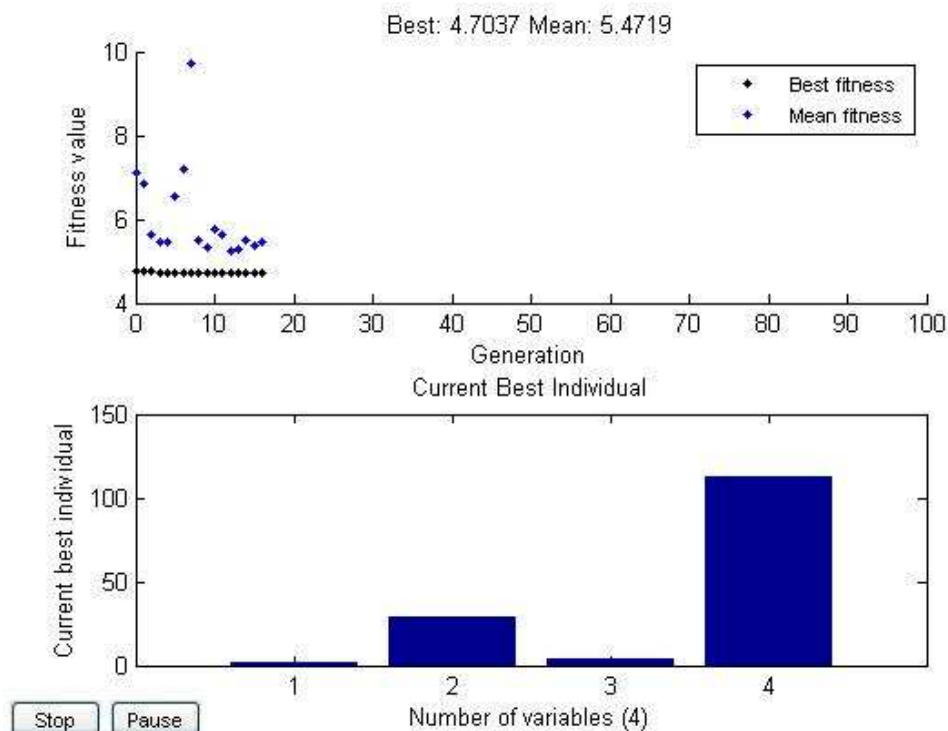 Best: 4.7037 Mean: 5.4719
10
8
6
4
Fitness value
Best fitness
Mean fitness
0 10 20 30 40 50 60 70 80 90 100
Generation
Current Best Individual
150
100
50
0
Current best individual
1 2 3 4
Number of variables (4)
Stop Pause